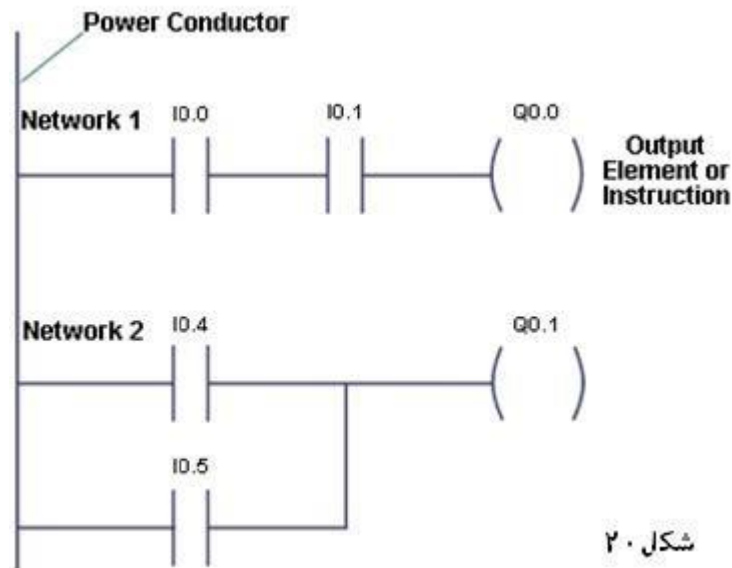 Power Conductor
Network 1
I0.0
I0.1
Q0.0
Output
Element or
Instruction
Network 2
I0.4
Q0.1
I0.5
شکل ۲۰